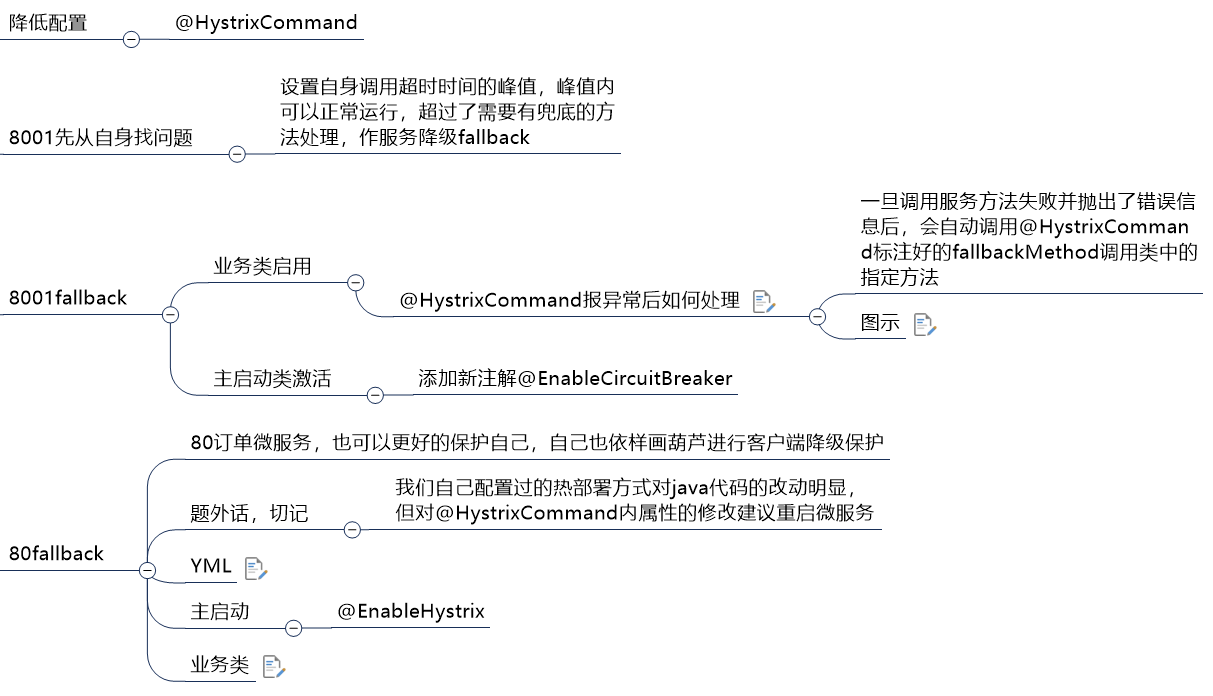 降低配置
@HystrixCommand
8001先从自身找问题
设置自身调用超时时间的峰值，峰值内
可以正常运行，超过了需要有兜底的方
法处理，作服务降级fallback
8001fallback
业务类启用
@HystrixCommand报异常后如何处理
一旦调用服务方法失败并抛出了错误信
息后，会自动调用@HystrixComman
d标注好的fallbackMethod调用类中的
指定方法
图示
主启动类激活
添加新注解@EnableCircuitBreaker
80fallback
80订单微服务，也可以更好的保护自己，自己也依样画葫芦进行客户端降级保护
题外话，切记
我们自己配置过的热部署方式对java代码的改动明显，
但对@HystrixCommand内属性的修改建议重启微服务
YML
主启动
@EnableHystrix
业务类